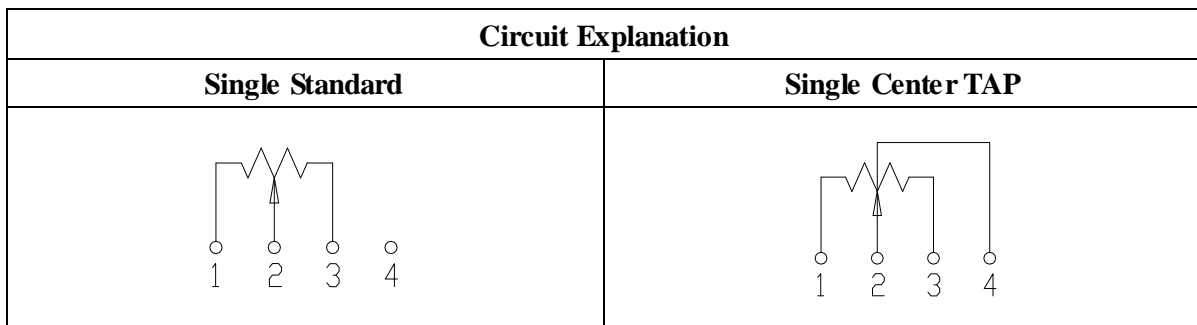 Circuit Explanation
Single Standard
Single Center TAP
1 2 3 4
1 2 3 4